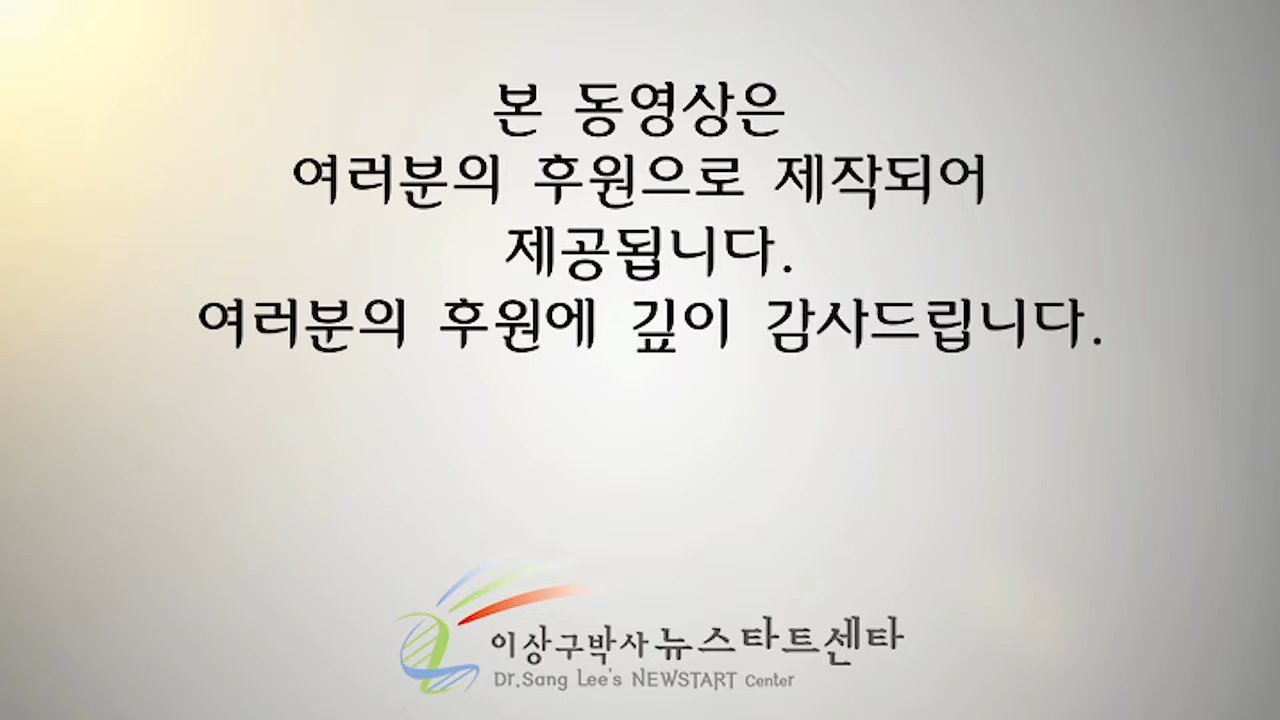 본 동영상은
여러분의 후원으로 제작되어
제공됩니다.
여러분의 후원에 깊이 감사드립니다.
이상구박사 뉴스타트센타
Dr.Sang Lee's NEWSTART Center